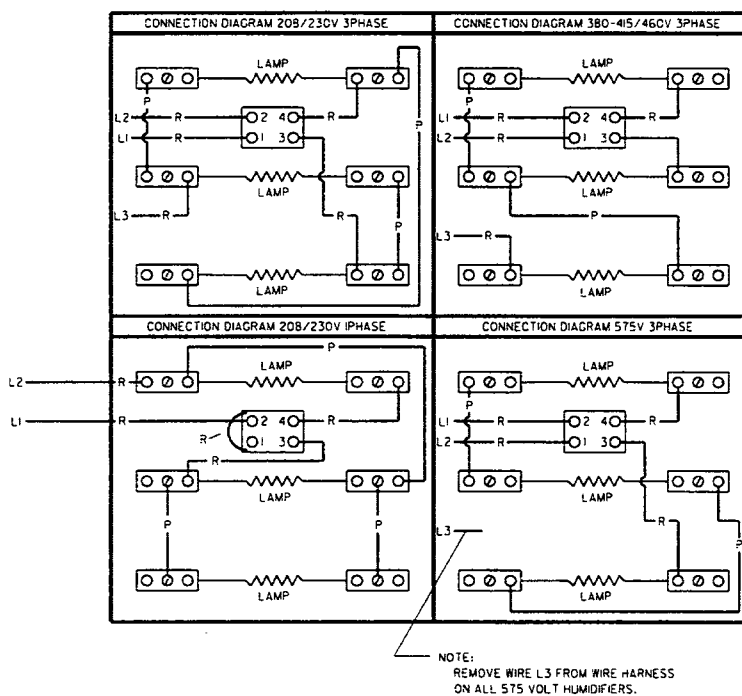 CONNECTION DIAGRAM 208/230V 3PHASE
LAMP
P
L2 R 2 4 R
L1 R 1 3
P
LAMP
L3 R R P
LAMP
CONNECTION DIAGRAM 380-415/460V 3PHASE
LAMP
P
L1 R 2 4 R
L2 R 1 3
LAMP
P
L3 R
LAMP
CONNECTION DIAGRAM 208/230V 1PHASE
P
L2 R
LAMP
L1 R 2 4 R
R 1 3
R
LAMP
P P
LAMP
CONNECTION DIAGRAM 575V 3PHASE
LAMP
P
L1 R 2 4 R
L2 R 1 3
LAMP
L3 R P
LAMP
NOTE:
REMOVE WIRE L3 FROM WIRE HARNESS
ON ALL 575 VOLT HUMIDIFIERS.